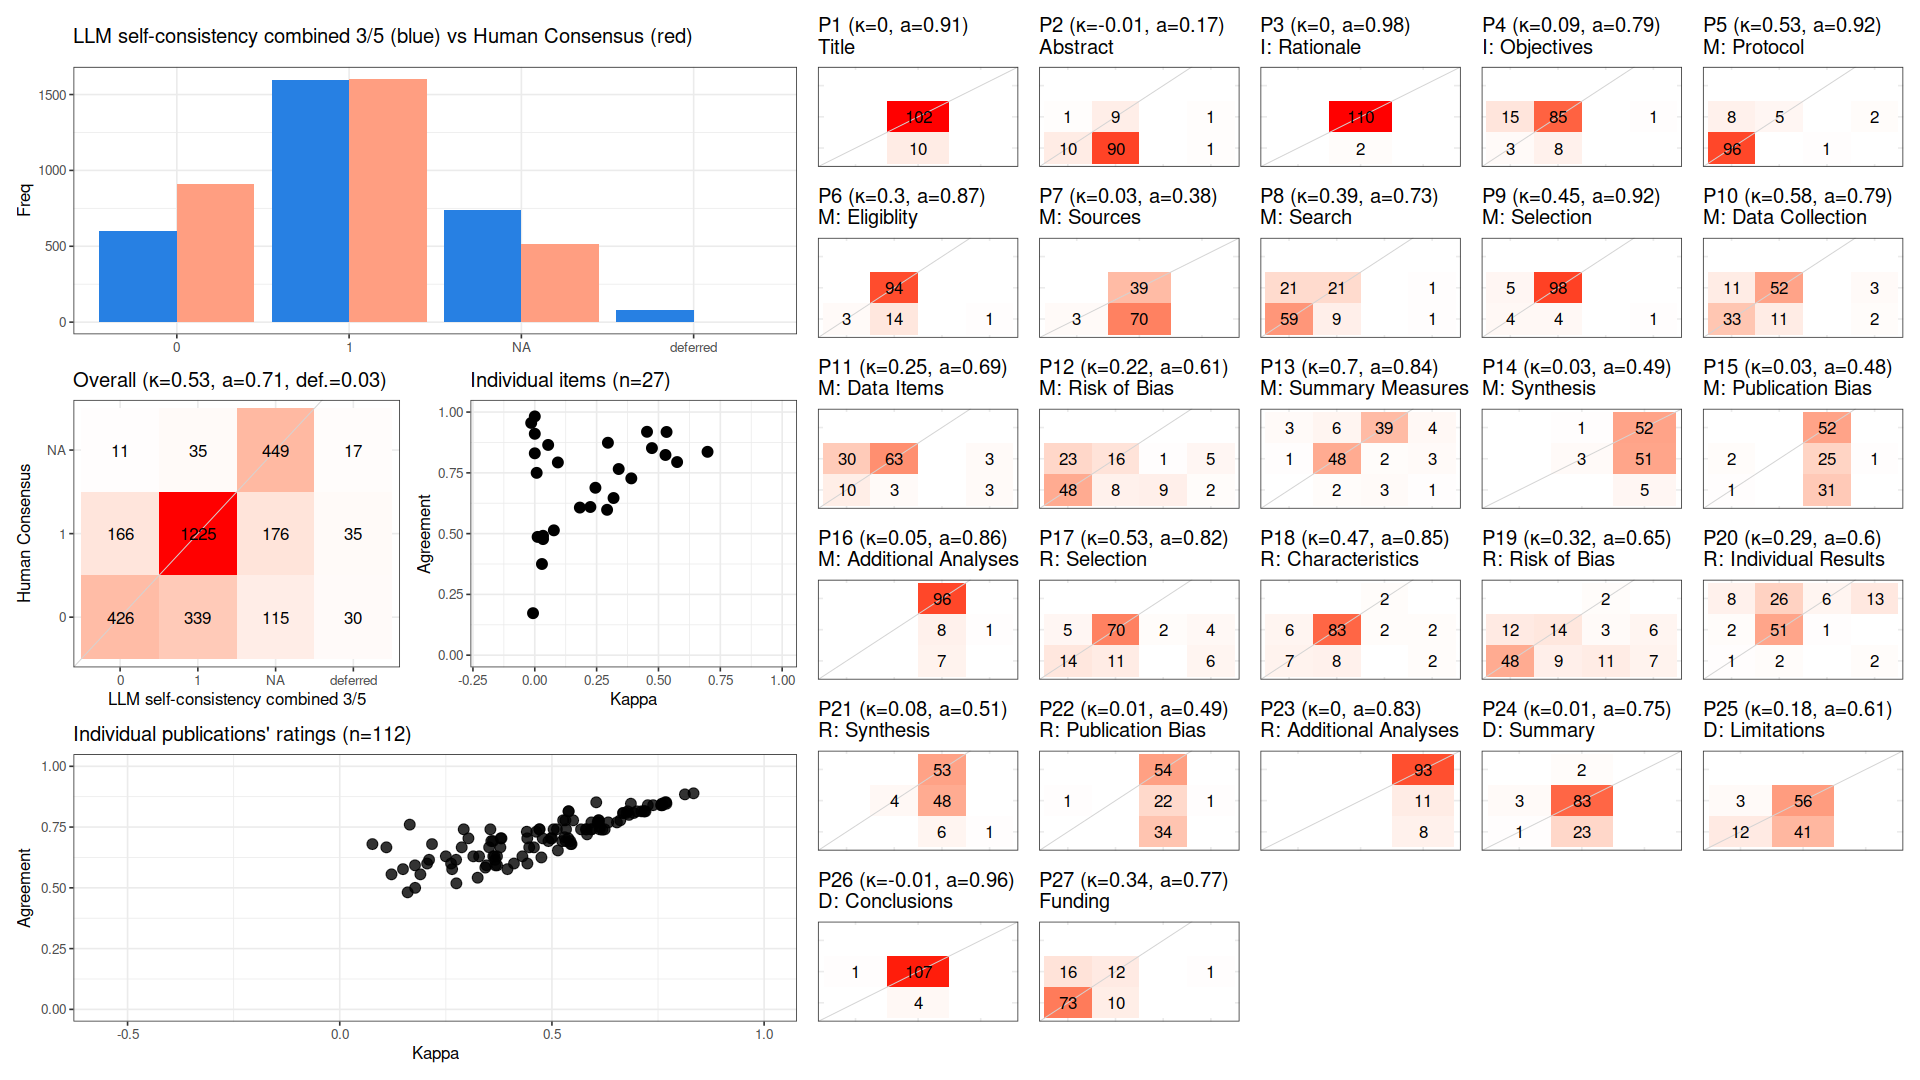 LLM self-consistency combined 3/5 (blue) vs Human Consensus (red)
Freq
1500
1000
500
0
0 1 NA deferred
Overall (κ=0.53, a=0.71, def.=0.03)
Human Consensus
NA 11 35 449 17
1 166 1225 176 35
0 426 339 115 30
0 1 NA deferred
LLM self-consistency combined 3/5
Individual items (n=27)
Agreement
1.00
0.75
0.50
0.25
0.00
-0.25 0.00 0.25 0.50 0.75 1.00
Kappa
Individual publications' ratings (n=112)
Agreement
1.00
0.75
0.50
0.25
0.00
-0.5 0.0 0.5 1.0
Kappa
P1 (κ=0, a=0.91)
Title
102
10
P2 (κ=-0.01, a=0.17)
Abstract
1 9 1
10 90 1
P3 (κ=0, a=0.98)
I: Rationale
110
2
P4 (κ=0.09, a=0.79)
I: Objectives
15 85 1
3 8
P5 (κ=0.53, a=0.92)
M: Protocol
8 5 2
96 1
P6 (κ=0.3, a=0.87)
M: Eligiblity
94
3 14 1
P7 (κ=0.03, a=0.38)
M: Sources
39
3 70
P8 (κ=0.39, a=0.73)
M: Search
21 21 1
59 9 1
P9 (κ=0.45, a=0.92)
M: Selection
5 98
4 4 1
P10 (κ=0.58, a=0.79)
M: Data Collection
11 52 3
33 11 2
P11 (κ=0.25, a=0.69)
M: Data Items
30 63 3
10 3 3
P12 (κ=0.22, a=0.61)
M: Risk of Bias
23 16 1 5
48 8 9 2
P13 (κ=0.7, a=0.84)
M: Summary Measures
3 6 39 4
1 48 2 3
2 3 1
P14 (κ=0.03, a=0.49)
M: Synthesis
1 52
3 51
5
P15 (κ=0.03, a=0.48)
M: Publication Bias
52
2 25 1
1 31
P16 (κ=0.05, a=0.86)
M: Additional Analyses
96
8 1
7
P17 (κ=0.53, a=0.82)
R: Selection
5 70 2 4
14 11 6
P18 (κ=0.47, a=0.85)
R: Characteristics
2
6 83 2 2
7 8 2
P19 (κ=0.32, a=0.65)
R: Risk of Bias
2
12 14 3 6
48 9 11 7
P20 (κ=0.29, a=0.6)
R: Individual Results
8 26 6 13
2 51 1
1 2 2
P21 (κ=0.08, a=0.51)
R: Synthesis
53
4 48
6 1
P22 (κ=0.01, a=0.49)
R: Publication Bias
54
1 22 1
34
P23 (κ=0, a=0.83)
R: Additional Analyses
93
11
8
P24 (κ=0.01, a=0.75)
D: Summary
2
3 83
1 23
P25 (κ=0.18, a=0.61)
D: Limitations
3 56
12 41
P26 (κ=-0.01, a=0.96)
D: Conclusions
1 107
4
P27 (κ=0.34, a=0.77)
Funding
16 12 1
73 10